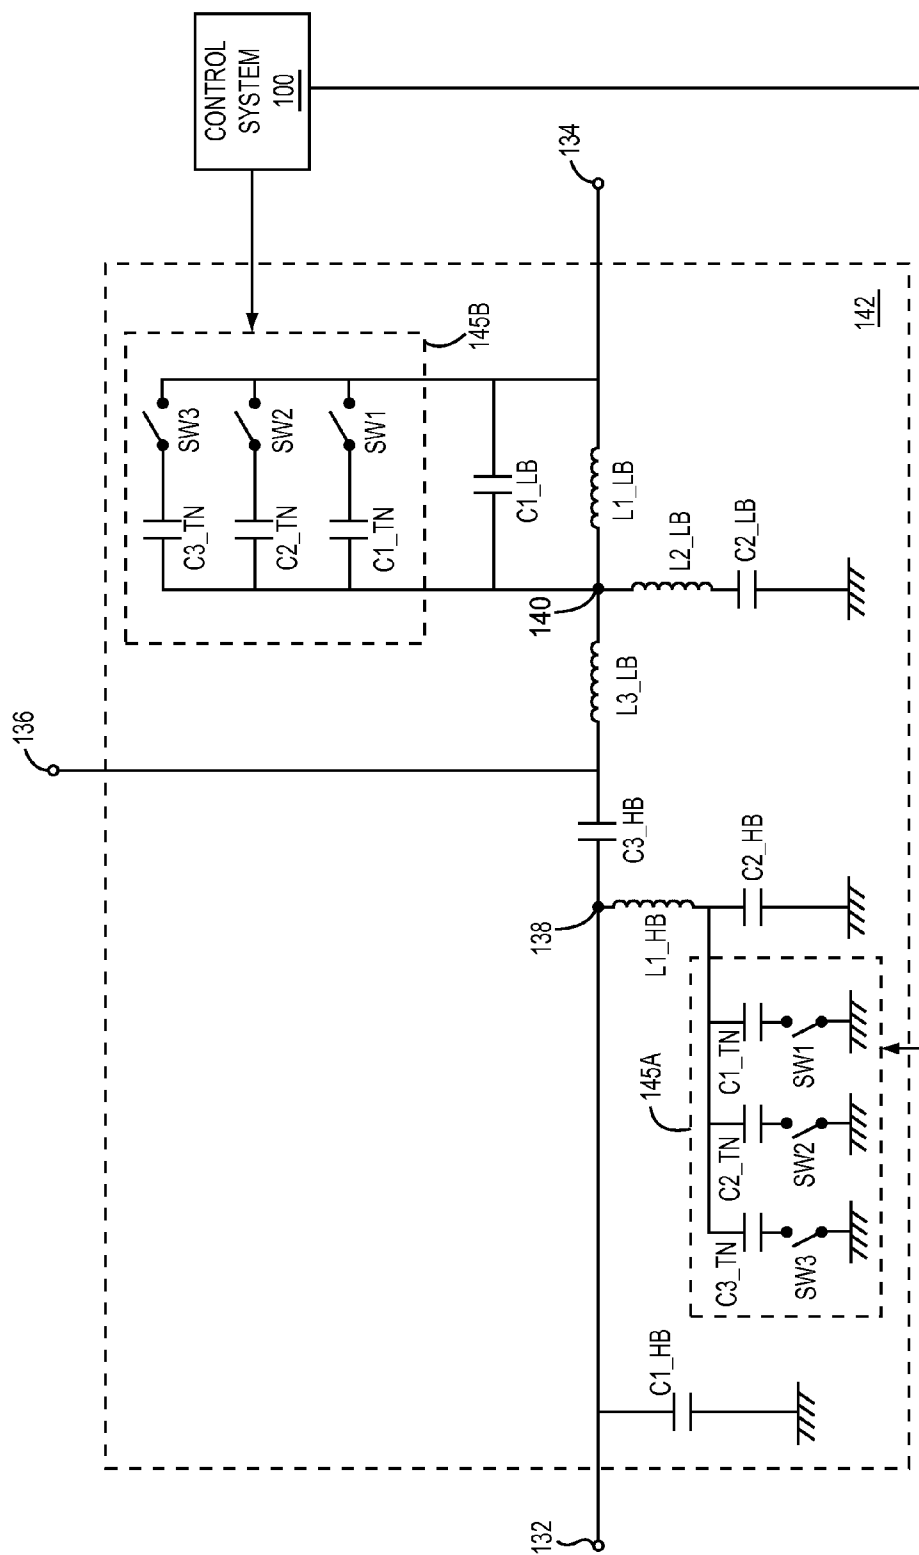 CONTROL
SYSTEM
100
134
136
142
145B
SW3
SW2
SW1
C3_TN
C2_TN
C1_TN
C1_LB
L1_LB
L2_LB
C2_LB
140
L3_LB
C3_HB
138
L1_HB
C2_HB
145A
C1_TN
SW1
C2_TN
SW2
C3_TN
SW3
C1_HB
132